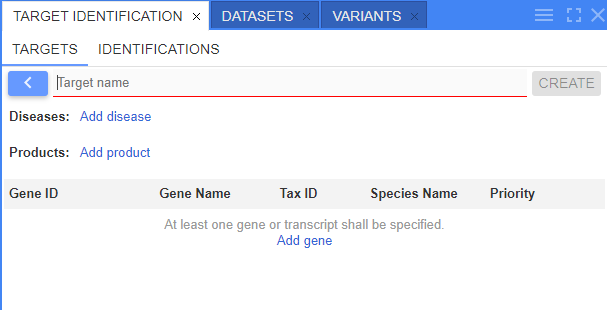 TARGET IDENTIFICATION × DATASETS × VARIANTS ×
TARGETS IDENTIFICATIONS
Target name CREATE
Diseases: Add disease
Products: Add product
Gene ID Gene Name Tax ID Species Name Priority
At least one gene or transcript shall be specified.
Add gene